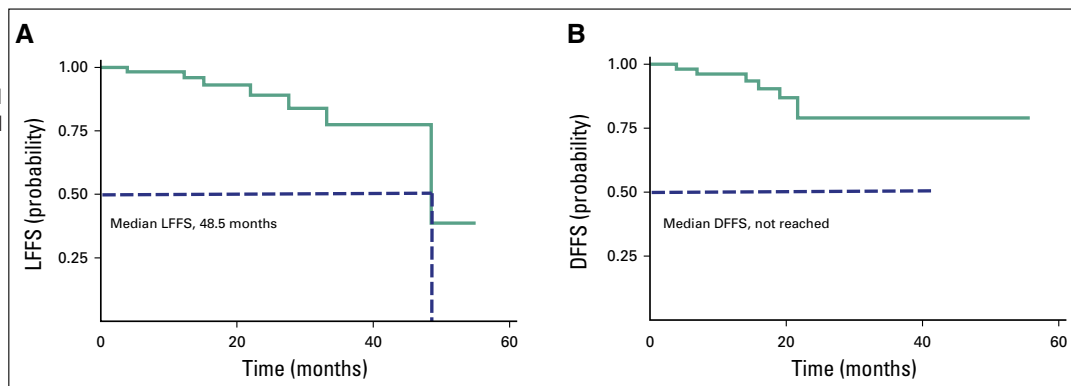 A
LFFS (probability)
1.00
0.75
0.50
0.25
Median LFFS, 48.5 months
0
20
40
60
Time (months)
B
DFFS (probability)
1.00
0.75
0.50
0.25
Median DFFS, not reached
0
20
40
60
Time (months)